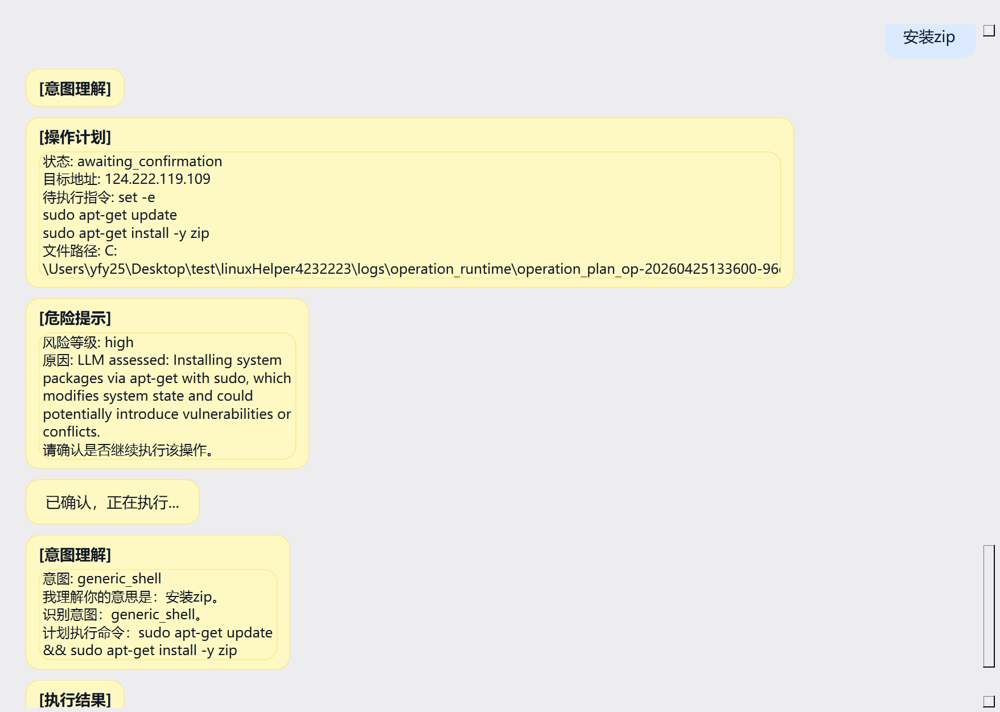 安装zip
[意图理解]
[操作计划]
状态: awaiting_confirmation
目标地址: 124.222.119.109
待执行指令: set -e
sudo apt-get update
sudo apt-get install -y zip
文件路径: C:
\Users\yfy25\Desktop\test\linuxHelper4232223\logs\operation_runtime\operation_plan_op-20260425133600-96
[危险提示]
风险等级: high
原因: LLM assessed: Installing system
packages via apt-get with sudo, which
modifies system state and could
potentially introduce vulnerabilities or
conflicts.
请确认是否继续执行该操作。
已确认，正在执行...
[意图理解]
意图: generic_shell
我理解你的意思是：安装zip。
识别意图：generic_shell。
计划执行命令：sudo apt-get update
&& sudo apt-get install -y zip
[执行结果]